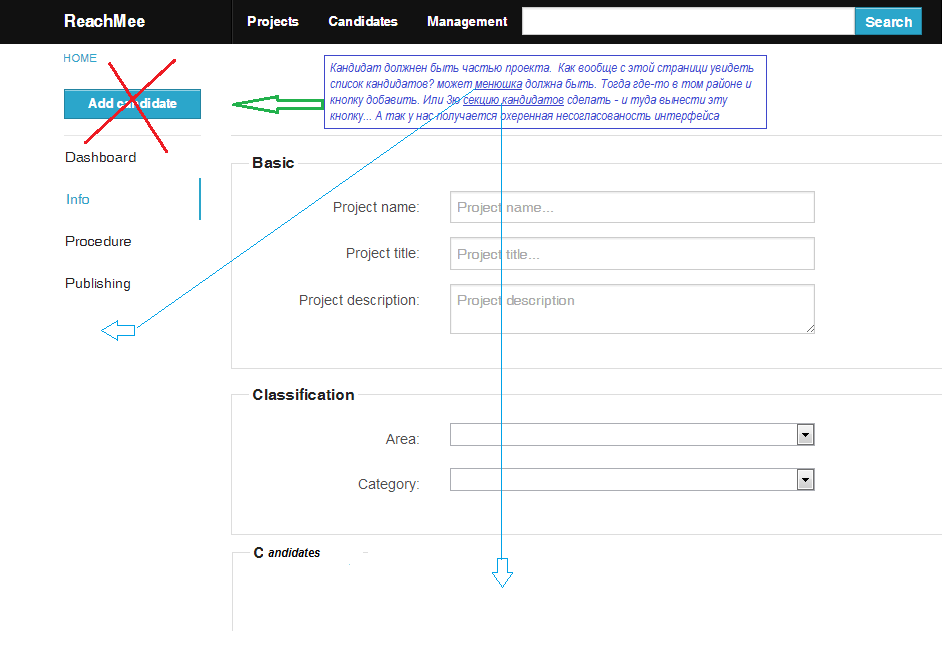 ReachMee Projects Candidates Management Search
HOME
Кандидат должнен быть частью проекта. Как вообще с этой страници увидеть
список кандидатов? может менюшка должна быть. Тогда где-то в том районе и
кнопку добавить. Или 3ю секцию кандидатов сделать - и туда вынести эту
кнопку... А так у нас получается охеренная несогласованость интерфейса
Add candidate
Dashboard
Info
Procedure
Publishing
Basic
Project name: Project name...
Project title: Project title...
Project description: Project description
Classification
Area:
Category:
C andidates